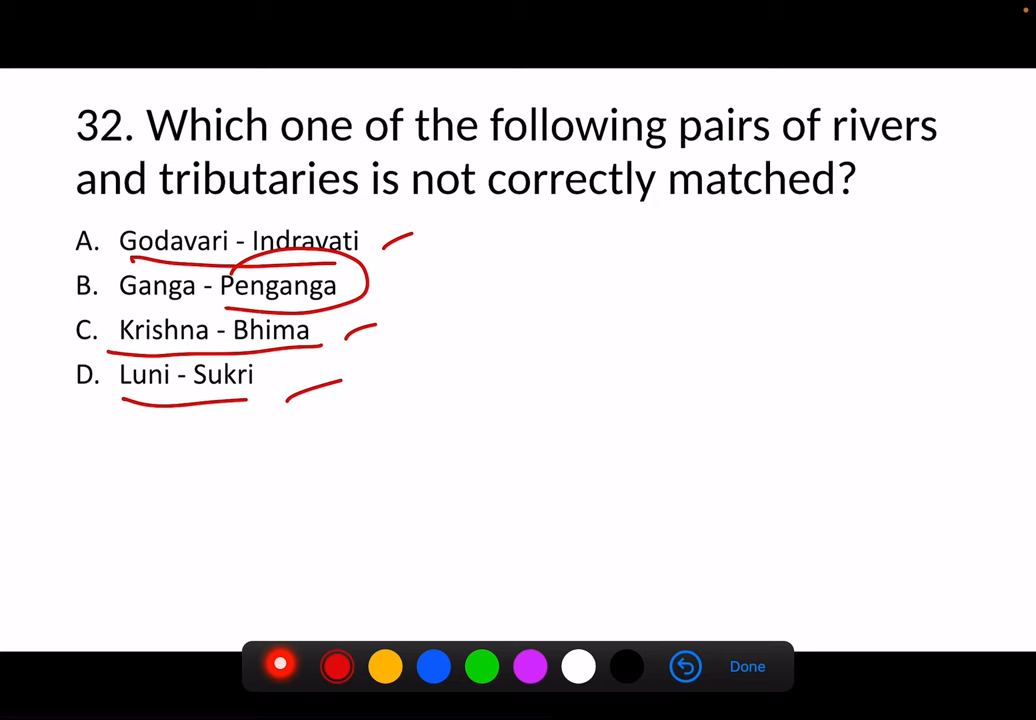 32. Which one of the following pairs of rivers
and tributaries is not correctly matched?
A. Godavari - Indravati
B. Ganga - Penganga
C. Krishna - Bhima
D. Luni - Sukri
Done